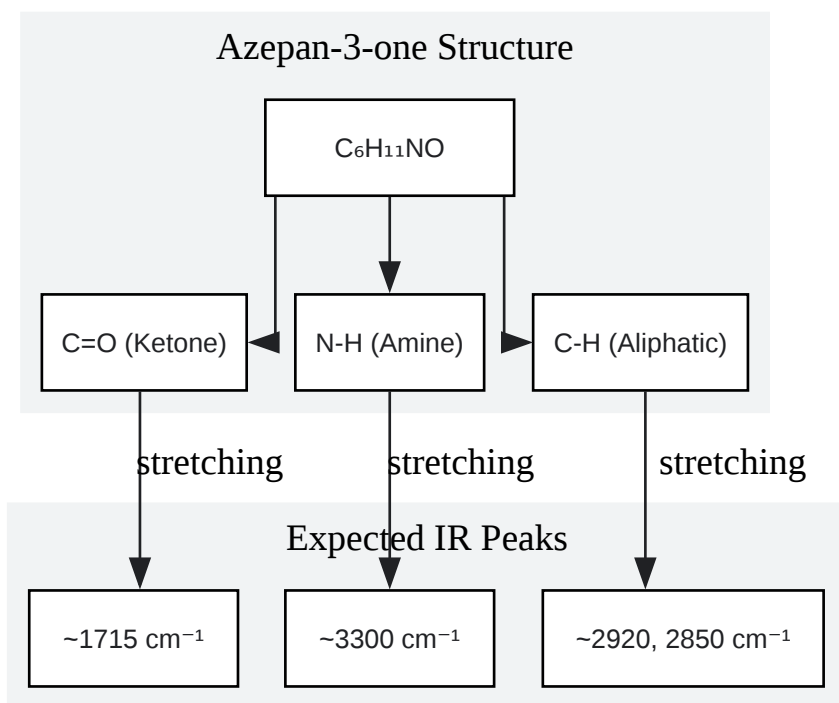 Azepan-3-one Structure
C₆H₁₁NO
C=O (Ketone)
N-H (Amine)
C-H (Aliphatic)
stretching
stretching
stretching
Expected IR Peaks
~1715 cm⁻¹
~3300 cm⁻¹
~2920, 2850 cm⁻¹